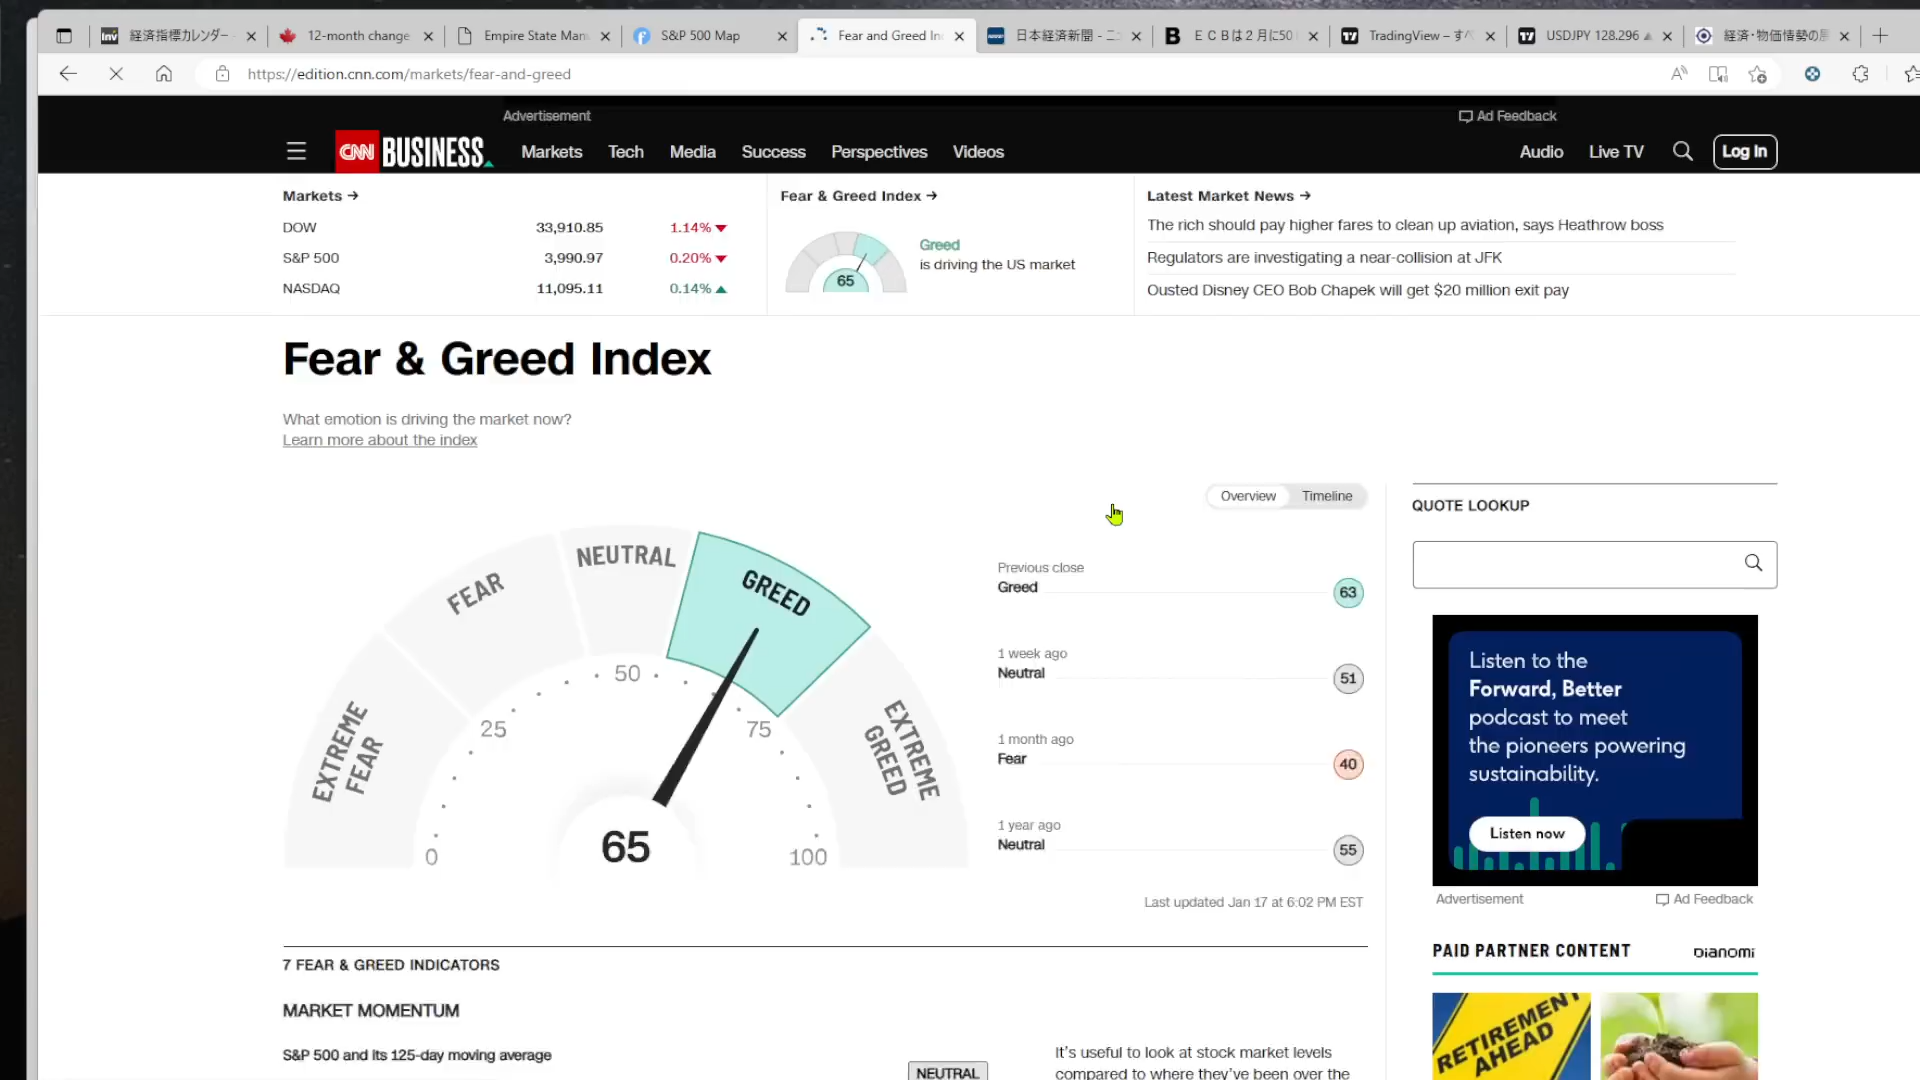 経済指標カレンダー -
12-month change
Empire State Man
S&P 500 Map
Fear and Greed In
日本経済新聞 - ニ
ＥＣＢは２月に50
TradingView – すべ
USDJPY 128.296 ▲
経済・物価情勢の展
https://edition.cnn.com/markets/fear-and-greed
Advertisement
Ad Feedback
CNN BUSINESS
Markets
Tech
Media
Success
Perspectives
Videos
Audio
Live TV
Log In
Markets →
DOW 33,910.85 1.14% ▼
S&P 500 3,990.97 0.20% ▼
NASDAQ 11,095.11 0.14% ▲
Fear & Greed Index →
65
Greed
is driving the US market
Latest Market News →
The rich should pay higher fares to clean up aviation, says Heathrow boss
Regulators are investigating a near-collision at JFK
Ousted Disney CEO Bob Chapek will get $20 million exit pay
Fear & Greed Index
What emotion is driving the market now?
Learn more about the index
Overview
Timeline
EXTREME
FEAR
FEAR
NEUTRAL
GREED
EXTREME
GREED
0
25
50
75
100
65
Previous close
Greed 63
1 week ago
Neutral 51
1 month ago
Fear 40
1 year ago
Neutral 55
Last updated Jan 17 at 6:02 PM EST
7 FEAR & GREED INDICATORS
MARKET MOMENTUM
S&P 500 and its 125-day moving average
NEUTRAL
It's useful to look at stock market levels
compared to where they've been over the
QUOTE LOOKUP
Listen to the
Forward, Better
podcast to meet
the pioneers powering
sustainability.
Listen now
Advertisement
Ad Feedback
PAID PARTNER CONTENT
DIANOMI
RETIREMENT
AHEAD